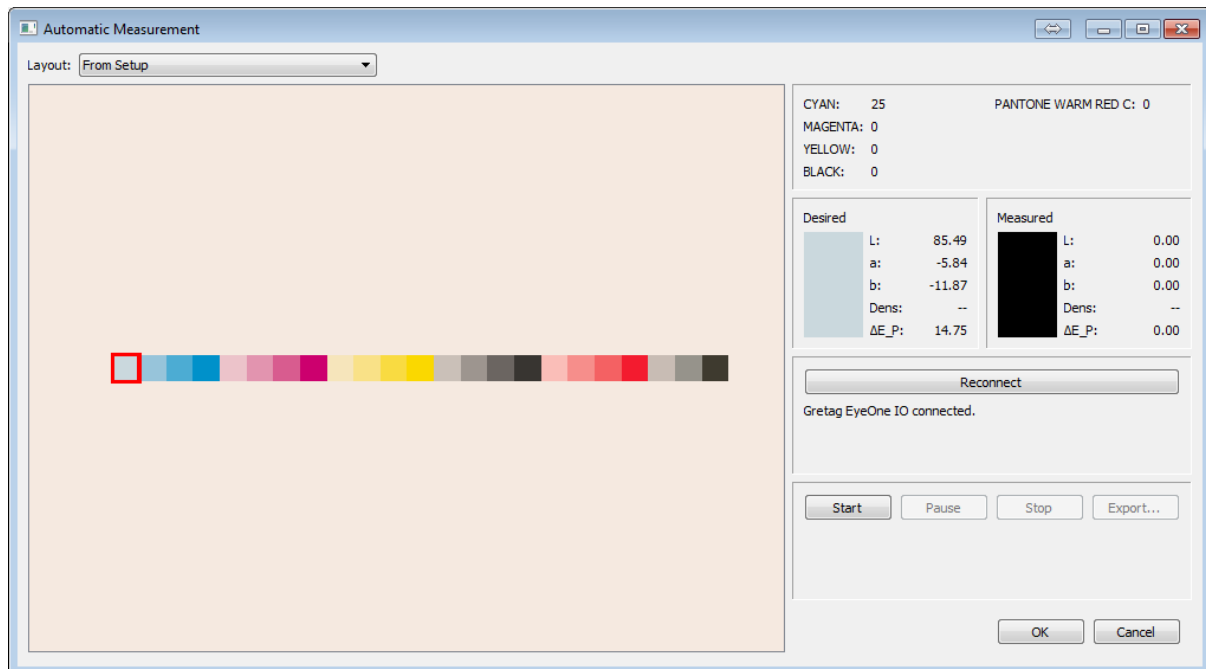 Automatic Measurement
Layout: From Setup
CYAN: 25 PANTONE WARM RED C: 0
MAGENTA: 0
YELLOW: 0
BLACK: 0
Desired
L: 85.49
a: -5.84
b: -11.87
Dens: --
ΔE_P: 14.75
Measured
L: 0.00
a: 0.00
b: 0.00
Dens: --
ΔE_P: 0.00
Reconnect
Gretag EyeOne IO connected.
Start Pause Stop Export...
OK Cancel